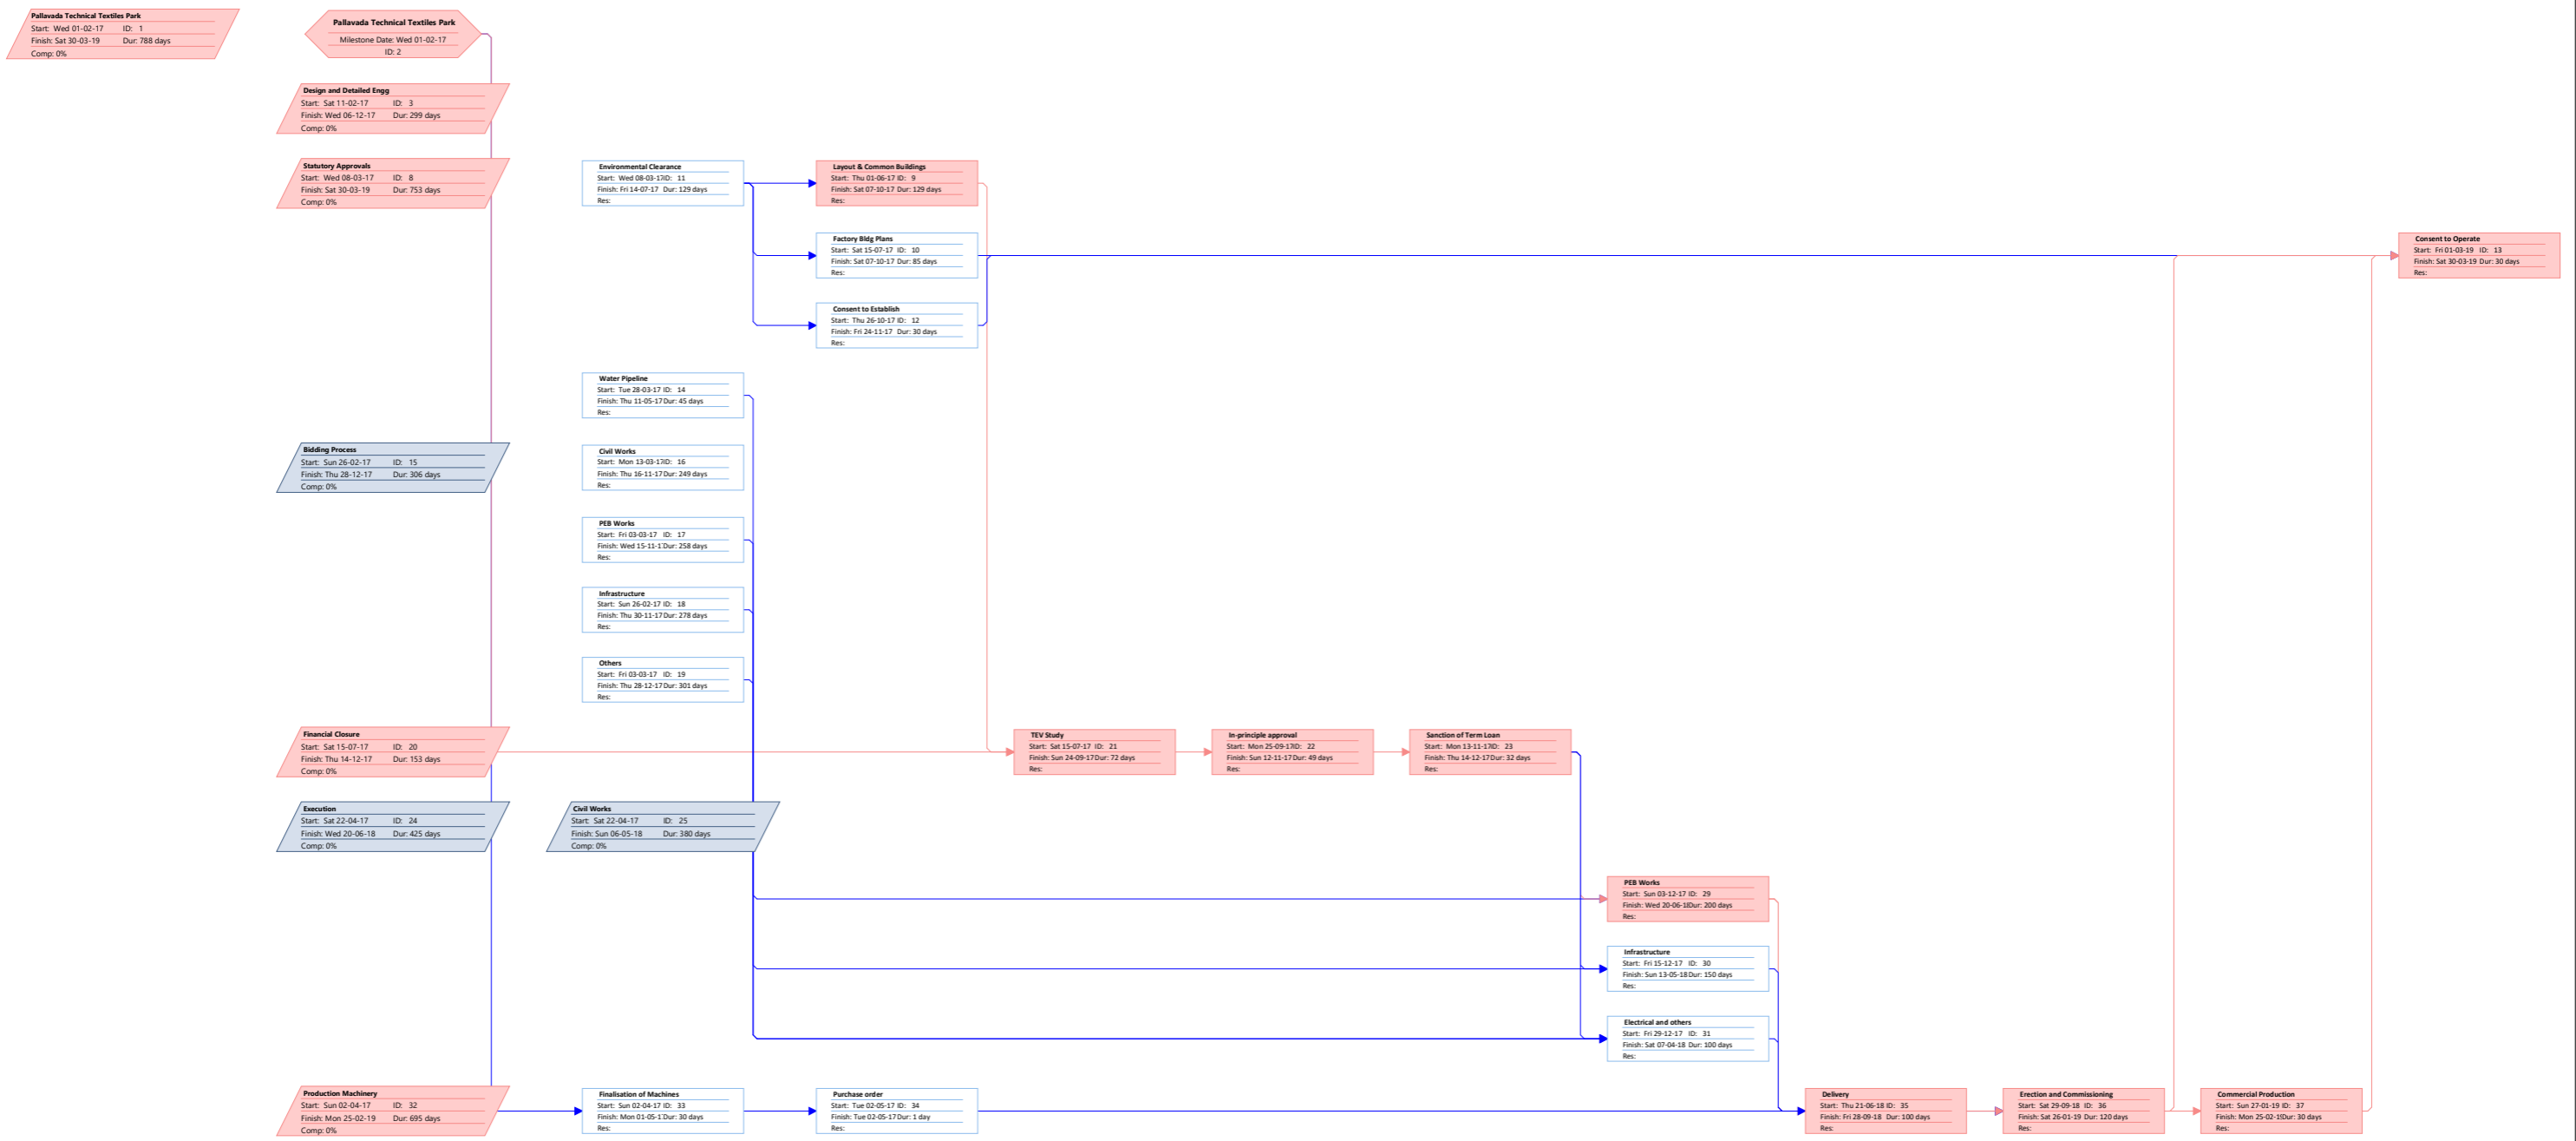 Pallavada Technical Textiles Park
Start: Wed 01-02-17 ID: 1
Finish: Sat 30-03-19 Dur: 788 days
Comp: 0%
Pallavada Technical Textiles Park
Milestone Date: Wed 01-02-17
ID: 2
Design and Detailed Engg
Start: Sat 11-02-17 ID: 3
Finish: Wed 06-12-17 Dur: 299 days
Comp: 0%
Statutory Approvals
Start: Wed 08-03-17 ID: 8
Finish: Sat 30-03-19 Dur: 753 days
Comp: 0%
Environmental Clearance
Start: Wed 08-03-17 ID: 11
Finish: Fri 14-07-17 Dur: 129 days
Res:
Layout & Common Buildings
Start: Thu 01-06-17 ID: 9
Finish: Sat 07-10-17 Dur: 129 days
Res:
Factory Bldg Plans
Start: Sat 15-07-17 ID: 10
Finish: Sat 07-10-17 Dur: 85 days
Res:
Consent to Operate
Start: Fri 01-03-19 ID: 13
Finish: Sat 30-03-19 Dur: 30 days
Res:
Consent to Establish
Start: Thu 26-10-17 ID: 12
Finish: Fri 24-11-17 Dur: 30 days
Res:
Water Pipeline
Start: Tue 28-03-17 ID: 14
Finish: Thu 11-05-17 Dur: 45 days
Res:
Bidding Process
Start: Sun 26-02-17 ID: 15
Finish: Thu 28-12-17 Dur: 306 days
Comp: 0%
Civil Works
Start: Mon 13-03-17 ID: 16
Finish: Thu 16-11-17 Dur: 249 days
Res:
PEB Works
Start: Fri 03-03-17 ID: 17
Finish: Wed 15-11-1 Dur: 258 days
Res:
Infrastructure
Start: Sun 26-02-17 ID: 18
Finish: Thu 30-11-17 Dur: 278 days
Res:
Others
Start: Fri 03-03-17 ID: 19
Finish: Thu 28-12-17 Dur: 301 days
Res:
Financial Closure
Start: Sat 15-07-17 ID: 20
Finish: Thu 14-12-17 Dur: 153 days
Comp: 0%
TEV Study
Start: Sat 15-07-17 ID: 21
Finish: Sun 24-09-17 Dur: 72 days
Res:
In-principle approval
Start: Mon 25-09-17 ID: 22
Finish: Sun 12-11-17 Dur: 49 days
Res:
Sanction of Term Loan
Start: Mon 13-11-17 ID: 23
Finish: Thu 14-12-17 Dur: 32 days
Res:
Execution
Start: Sat 22-04-17 ID: 24
Finish: Wed 20-06-18 Dur: 425 days
Comp: 0%
Civil Works
Start: Sat 22-04-17 ID: 25
Finish: Sun 06-05-18 Dur: 380 days
Comp: 0%
PEB Works
Start: Sun 03-12-17 ID: 29
Finish: Wed 20-06-1 Dur: 200 days
Res:
Infrastructure
Start: Fri 15-12-17 ID: 30
Finish: Sun 13-05-18 Dur: 150 days
Res:
Electrical and others
Start: Fri 29-12-17 ID: 31
Finish: Sat 07-04-18 Dur: 100 days
Res:
Production Machinery
Start: Sun 02-04-17 ID: 32
Finish: Mon 25-02-19 Dur: 695 days
Comp: 0%
Finalisation of Machines
Start: Sun 02-04-17 ID: 33
Finish: Mon 01-05-1 Dur: 30 days
Res:
Purchase order
Start: Tue 02-05-17 ID: 34
Finish: Tue 02-05-17 Dur: 1 day
Res:
Delivery
Start: Thu 21-06-18 ID: 35
Finish: Fri 28-09-18 Dur: 100 days
Res:
Erection and Commissioning
Start: Sat 29-09-18 ID: 36
Finish: Sat 26-01-19 Dur: 120 days
Res:
Commercial Production
Start: Sun 27-01-19 ID: 37
Finish: Mon 25-02-1 Dur: 30 days
Res: